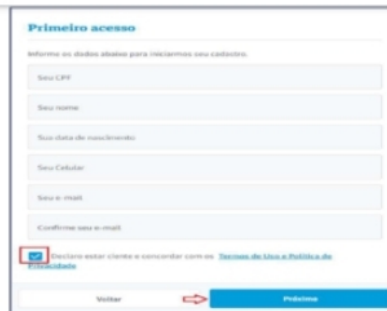 Primeiro acesso
Informe os dados abaixo para iniciarmos seu cadastro.
Seu CPF
Seu nome
Sua data de nascimento
Seu Celular
Seu e-mail
Confirme seu e-mail
Declaro estar ciente e concordar com os Termos de Uso e Política de
Privacidade
Voltar
Próximo